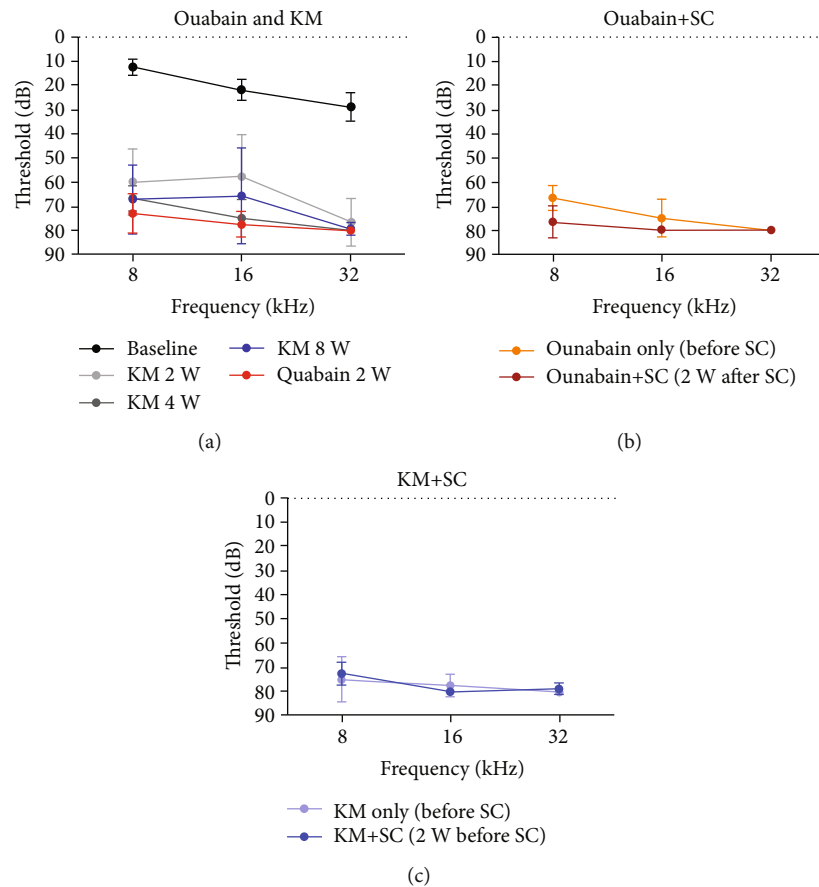 Ouabain and KM
0
10
20
30
40
50
60
70
80
90
Threshold (dB)
8
16
32
Frequency (kHz)
Baseline
KM 2 W
KM 4 W
KM 8 W
Quabain 2 W
(a)
Ouabain+SC
0
10
20
30
40
50
60
70
80
90
Threshold (dB)
8
16
32
Frequency (kHz)
Ounabain only (before SC)
Ounabain+SC (2 W after SC)
(b)
KM+SC
0
10
20
30
40
50
60
70
80
90
Threshold (dB)
8
16
32
Frequency (kHz)
KM only (before SC)
KM+SC (2 W before SC)
(c)